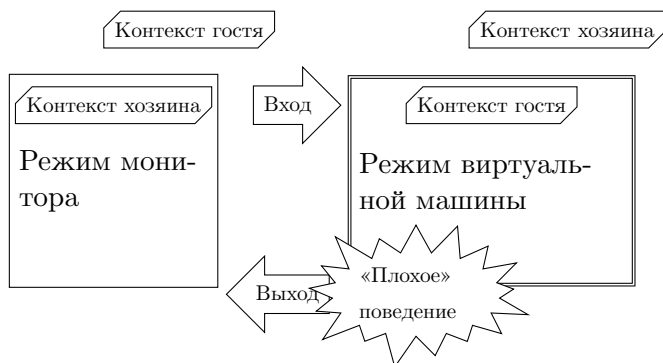 Контекст гостя
Контекст хозяина
Контекст хозяина
Вход
Контекст гостя
Режим мони-
тора
Режим виртуаль-
ной машины
Выход
«Плохое»
поведение